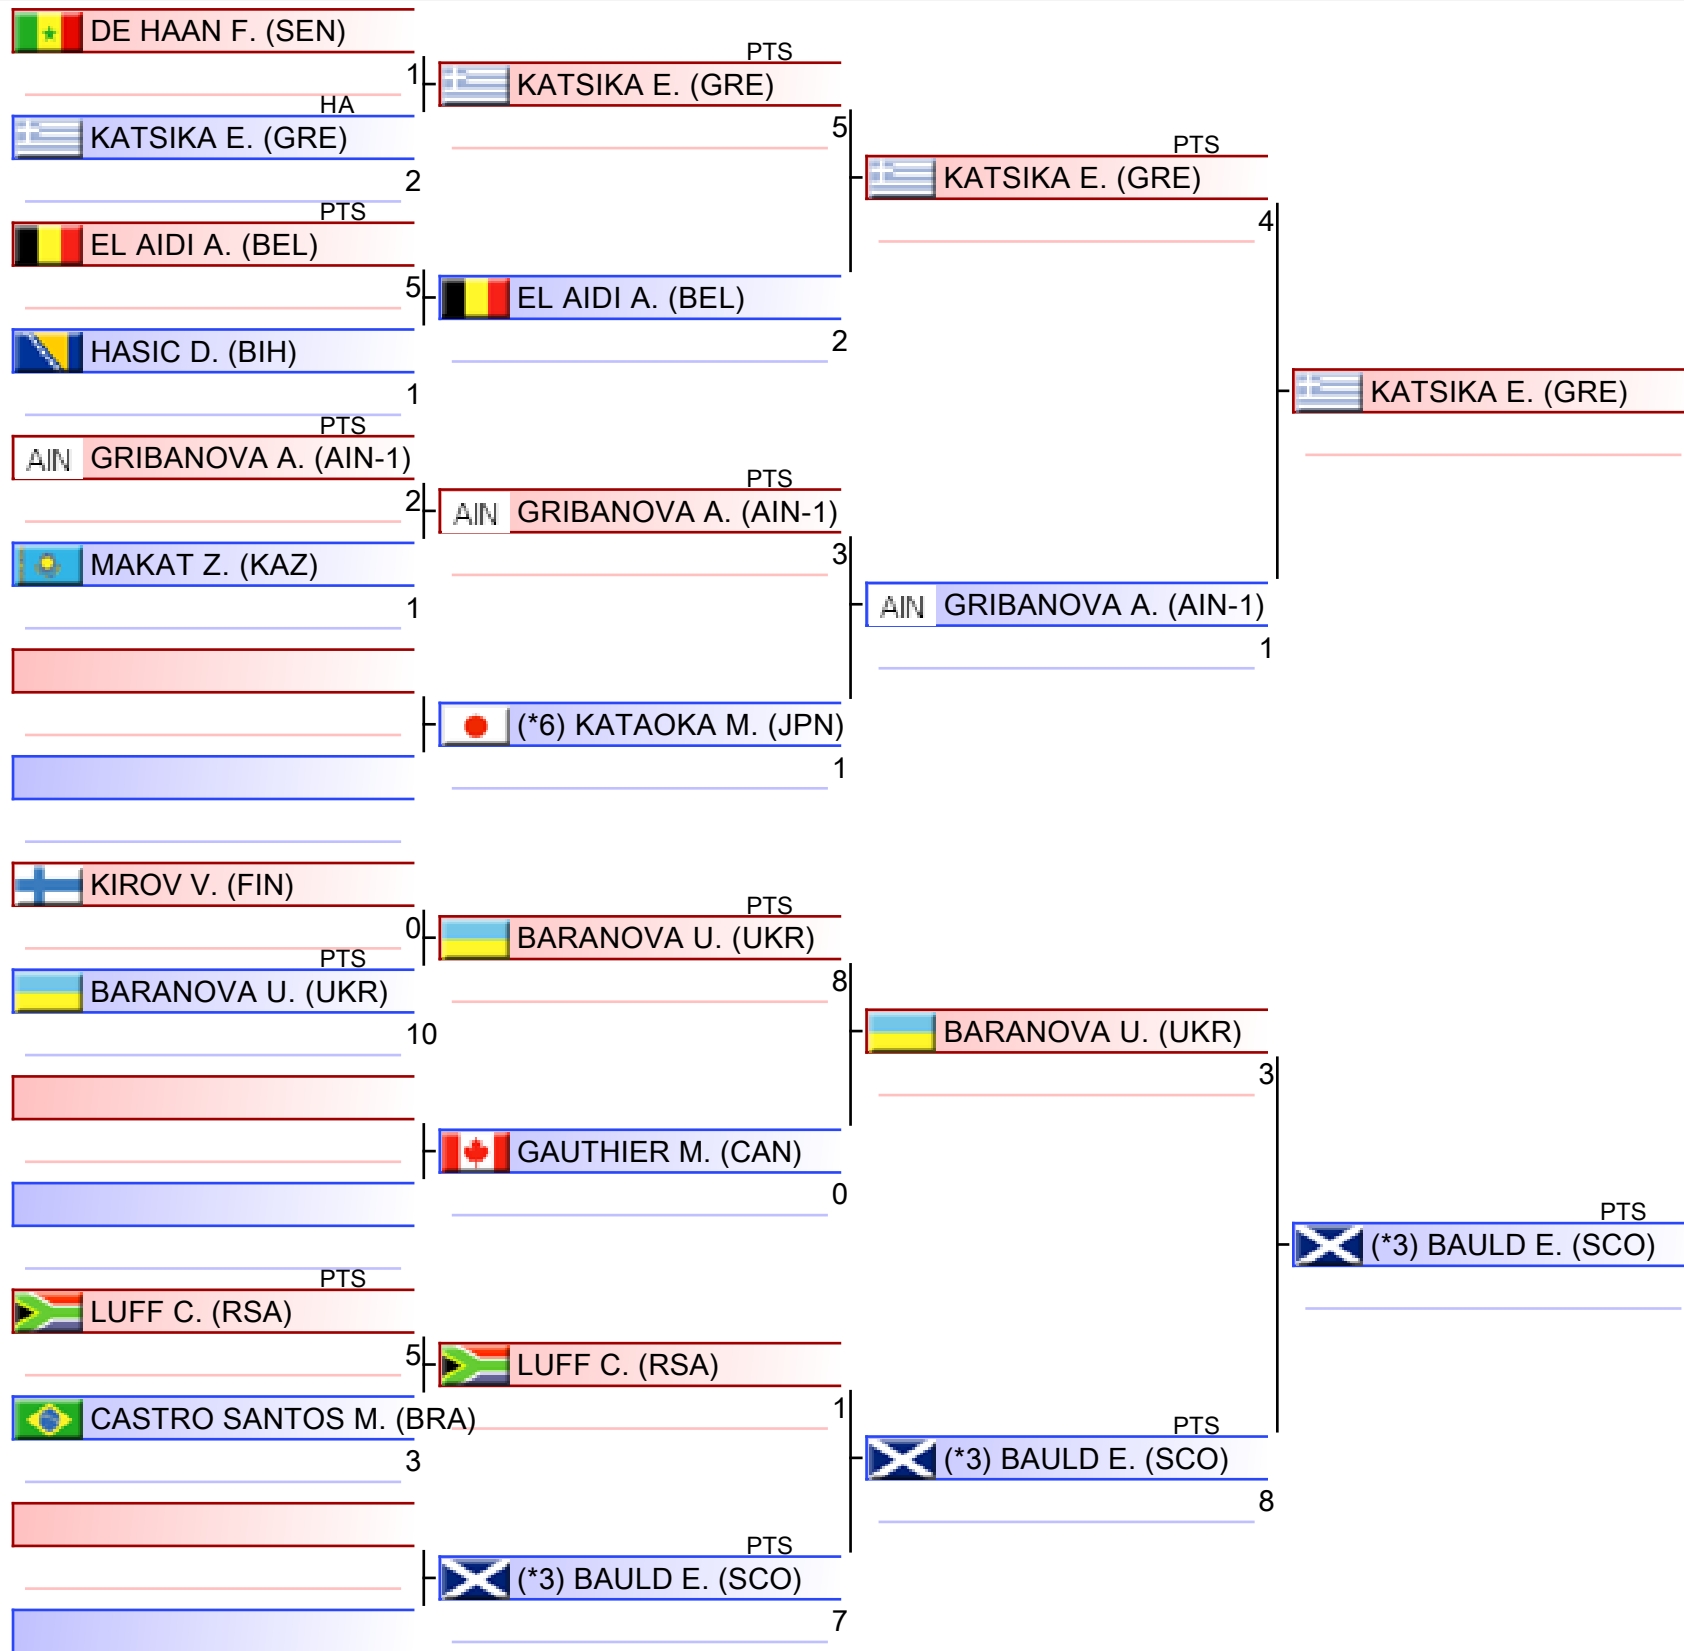 DE HAAN F. (SEN)
1
HA
KATSIKA E. (GRE)
2
PTS
EL AIDI A. (BEL)
5
HASIC D. (BIH)
1
PTS
AIN GRIBANOVA A. (AIN-1)
2
MAKAT Z. (KAZ)
1
KIROV V. (FIN)
0
PTS
BARANOVA U. (UKR)
10
PTS
LUFF C. (RSA)
5
CASTRO SANTOS M. (BRA)
3
PTS
KATSIKA E. (GRE)
5
EL AIDI A. (BEL)
2
PTS
AIN GRIBANOVA A. (AIN-1)
3
(*6) KATAOKA M. (JPN)
1
PTS
BARANOVA U. (UKR)
8
GAUTHIER M. (CAN)
0
LUFF C. (RSA)
1
PTS
(*3) BAULD E. (SCO)
7
PTS
KATSIKA E. (GRE)
4
AIN GRIBANOVA A. (AIN-1)
1
BARANOVA U. (UKR)
3
PTS
(*3) BAULD E. (SCO)
8
KATSIKA E. (GRE)
PTS
(*3) BAULD E. (SCO)